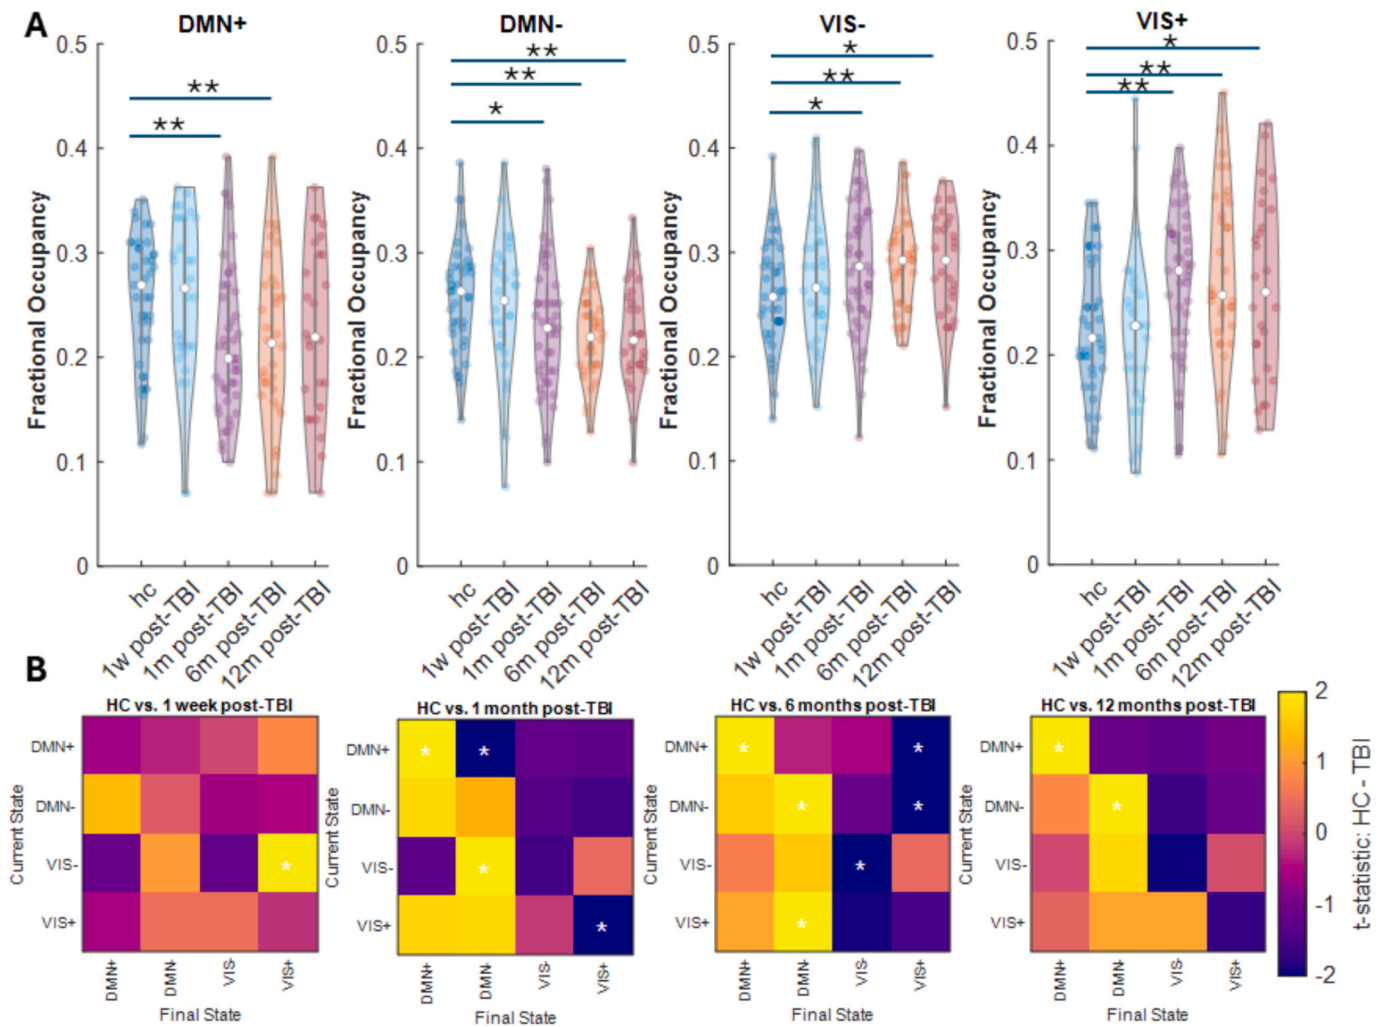 A
DMN+
DMN-
VIS-
VIS+
0.5
0.4
0.3
0.2
0.1
0
Fractional Occupancy
**
**
hc
1w post-TBI
1m post-TBI
6m post-TBI
12m post-TBI
0.5
0.4
0.3
0.2
0.1
0
Fractional Occupancy
**
**
*
hc
1w post-TBI
1m post-TBI
6m post-TBI
12m post-TBI
0.5
0.4
0.3
0.2
0.1
0
Fractional Occupancy
*
**
*
hc
1w post-TBI
1m post-TBI
6m post-TBI
12m post-TBI
0.5
0.4
0.3
0.2
0.1
0
Fractional Occupancy
*
**
**
hc
1w post-TBI
1m post-TBI
6m post-TBI
12m post-TBI
B
HC vs. 1 week post-TBI
Current State
DMN+
DMN-
VIS-
*
VIS+
DMN+
DMN-
VIS-
VIS+
Final State
HC vs. 1 month post-TBI
Current State
DMN+
* *
DMN-
VIS-
*
VIS+
*
DMN+
DMN-
VIS-
VIS+
Final State
HC vs. 6 months post-TBI
Current State
DMN+
* *
DMN-
* *
VIS-
*
VIS+
*
DMN+
DMN-
VIS-
VIS+
Final State
HC vs. 12 months post-TBI
Current State
DMN+
*
DMN-
*
VIS-
VIS+
DMN+
DMN-
VIS-
VIS+
Final State
2
1
0
-1
-2
t-statistic: HC - TBI